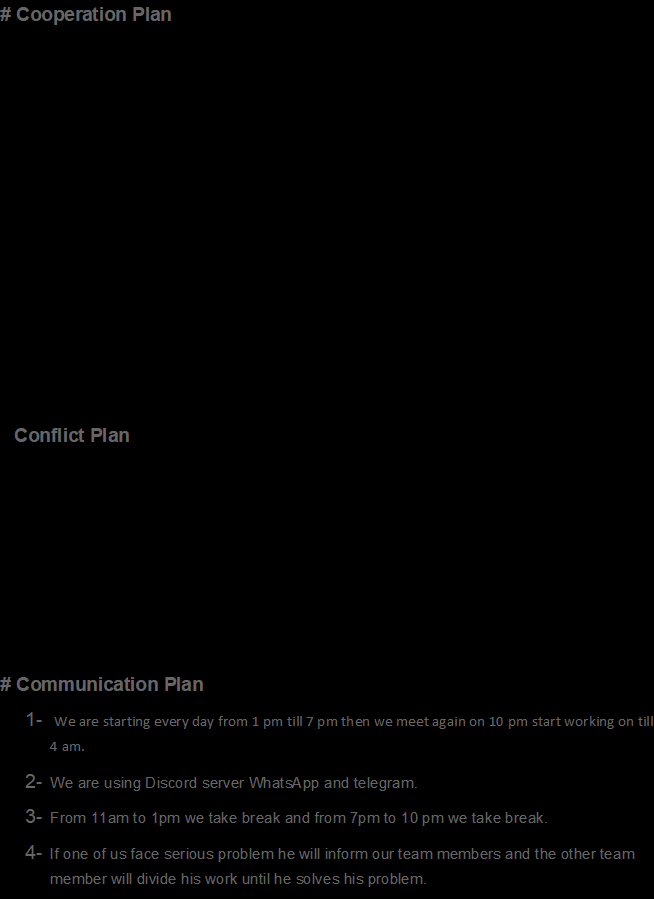 # Cooperation Plan
Conflict Plan
# Communication Plan
1- We are starting every day from 1 pm till 7 pm then we meet again on 10 pm start working on till
4 am.
2- We are using Discord server WhatsApp and telegram.
3- From 11am to 1pm we take break and from 7pm to 10 pm we take break.
4- If one of us face serious problem he will inform our team members and the other team
member will divide his work until he solves his problem.